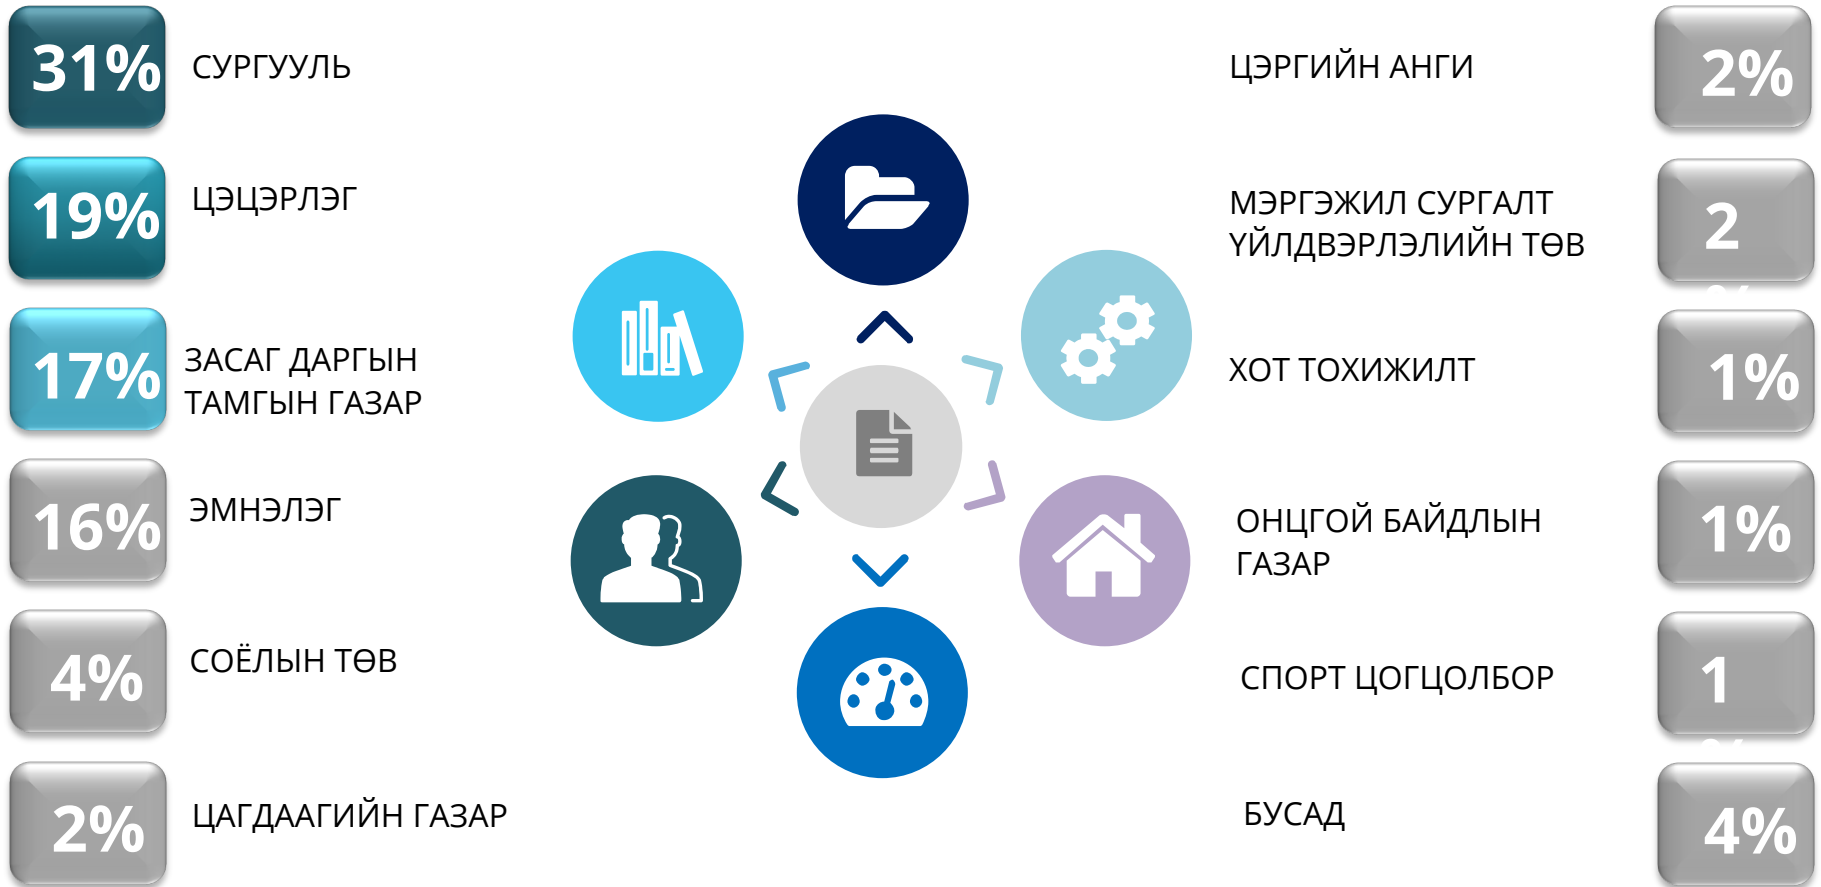 31%
СУРГУУЛЬ
19%
ЦЭЦЭРЛЭГ
17%
ЗАСАГ ДАРГЫН
ТАМГЫН ГАЗАР
16%
ЭМНЭЛЭГ
4%
СОЁЛЫН ТӨВ
2%
ЦАГДААГИЙН ГАЗАР
ЦЭРГИЙН АНГИ
2%
МЭРГЭЖИЛ СУРГАЛТ
ҮЙЛДВЭРЛЭЛИЙН ТӨВ
2
%
ХОТ ТОХИЖИЛТ
1%
ОНЦГОЙ БАЙДЛЫН
ГАЗАР
1%
СПОРТ ЦОГЦОЛБОР
1
%
БУСАД
4%